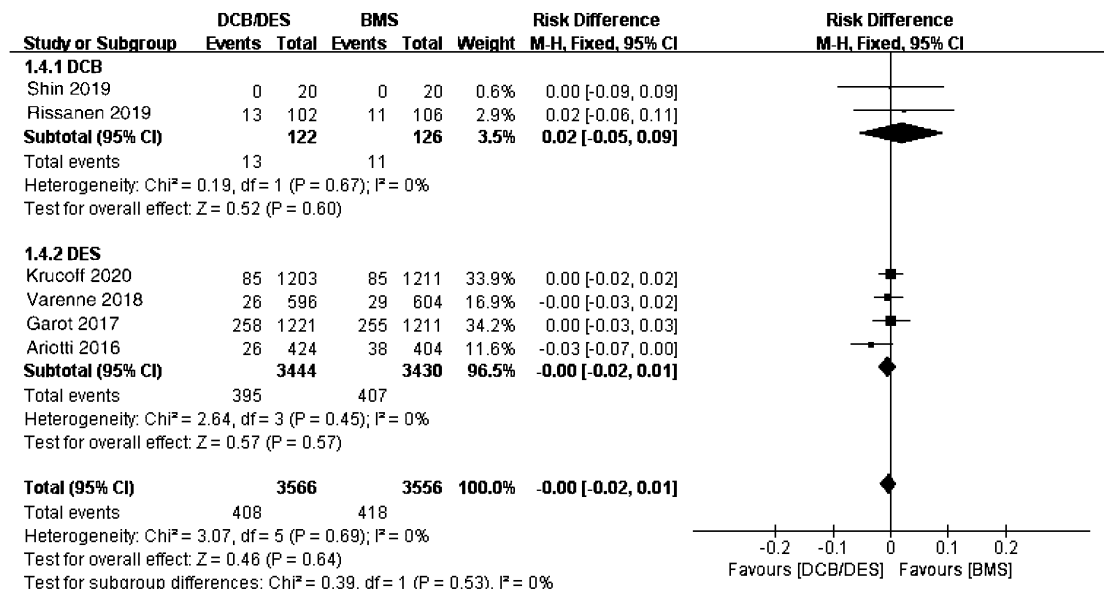 DCB/DES BMS Risk Difference Risk Difference
Study or Subgroup Events Total Events Total Weight M-H, Fixed, 95% CI M-H, Fixed, 95% CI
1.4.1 DCB
Shin 2019 0 20 0 20 0.6% 0.00 [-0.09, 0.09]
Rissanen 2019 13 102 11 106 2.9% 0.02 [-0.06, 0.11]
Subtotal (95% CI) 122 126 3.5% 0.02 [-0.05, 0.09]
Total events 13 11
Heterogeneity: Chi² = 0.19, df = 1 (P = 0.67); I² = 0%
Test for overall effect: Z = 0.52 (P = 0.60)
1.4.2 DES
Krucoff 2020 85 1203 85 1211 33.9% 0.00 [-0.02, 0.02]
Varenne 2018 26 596 29 604 16.9% -0.00 [-0.03, 0.02]
Garot 2017 258 1221 255 1211 34.2% 0.00 [-0.03, 0.03]
Ariotti 2016 26 424 38 404 11.6% -0.03 [-0.07, 0.00]
Subtotal (95% CI) 3444 3430 96.5% -0.00 [-0.02, 0.01]
Total events 395 407
Heterogeneity: Chi² = 2.64, df = 3 (P = 0.45); I² = 0%
Test for overall effect: Z = 0.57 (P = 0.57)
Total (95% CI) 3566 3556 100.0% -0.00 [-0.02, 0.01]
Total events 408 418
Heterogeneity: Chi² = 3.07, df = 5 (P = 0.69); I² = 0%
Test for overall effect: Z = 0.46 (P = 0.64)
Test for subgroup differences: Chi² = 0.39, df = 1 (P = 0.53), I² = 0%
-0.2 -0.1 0 0.1 0.2
Favours [DCB/DES] Favours [BMS]